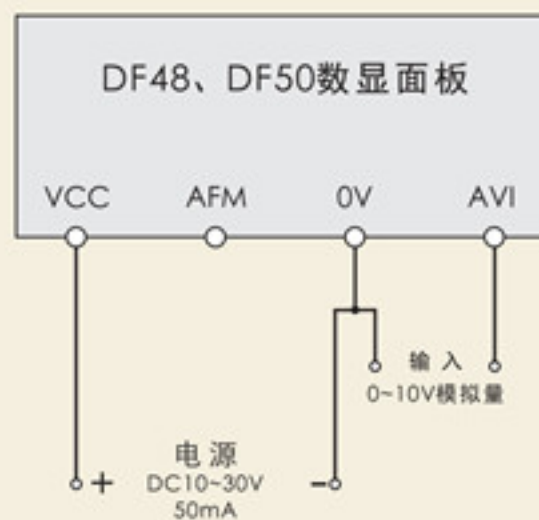 DF48、DF50数显面板
VCC AFM 0V AVI
输入
0~10V模拟量
电源
+ DC10~30V -
50mA